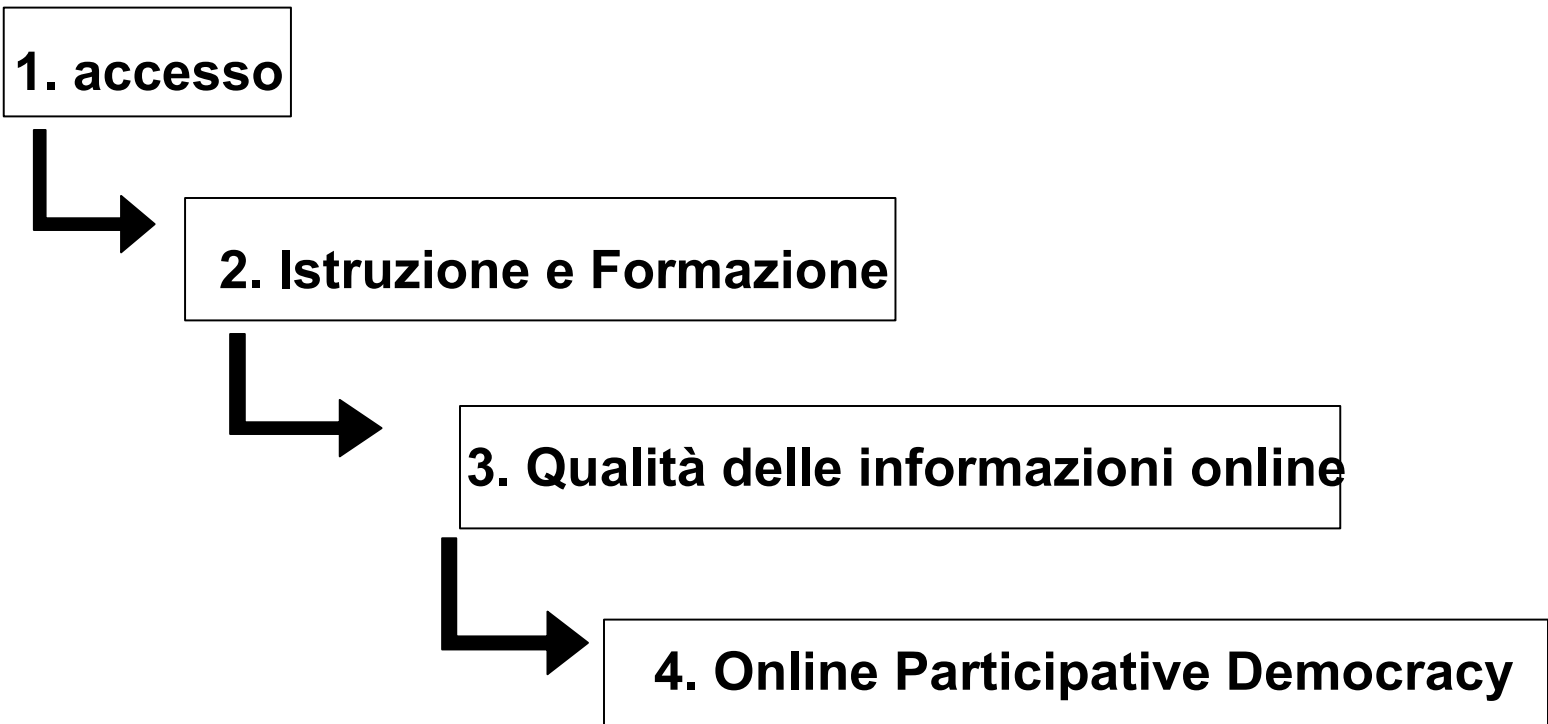 1. accesso
2. Istruzione e Formazione
3. Qualità delle informazioni online
4. Online Participative Democracy